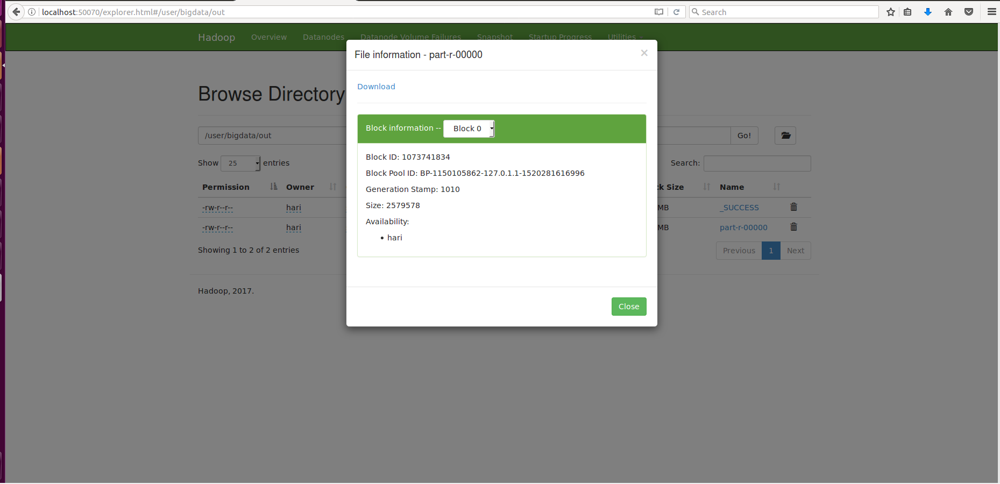 localhost:50070/explorer.html#/user/bigdata/out
Search
Hadoop Overview Datanodes Datanode Volume Failures Snapshot Startup Progress Utilities
File information - part-r-00000 ×
Download
Browse Directory
Block information -- Block 0
/user/bigdata/out Go!
Block ID: 1073741834
Show 25 entries Search:
Block Pool ID: BP-1150105862-127.0.1.1-1520281616996
Permission Owner ck Size Name
Generation Stamp: 1010
Size: 2579578
-rw-r--r-- hari MB _SUCCESS
Availability:
-rw-r--r-- hari MB part-r-00000
• hari
Showing 1 to 2 of 2 entries Previous 1 Next
Hadoop, 2017.
Close